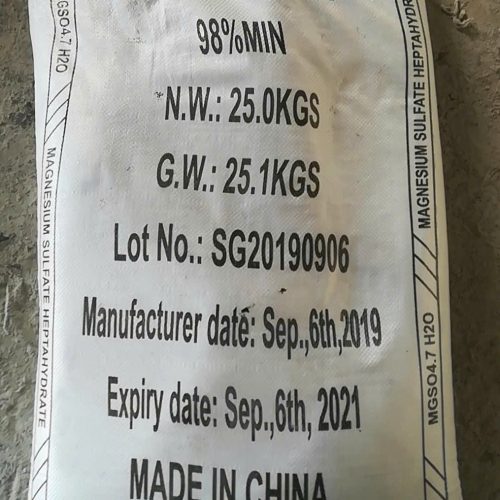 98%MIN
N.W.: 25.0KGS
G.W.: 25.1KGS
Lot No.: SG20190906
Manufacturer date: Sep.,6th,2019
Expiry date: Sep.,6th, 2021
MADE IN CHINA
MGSO4.7 H2O
MAGNESIUM SULFATE HEPTAHYDRATE
MAGNESIUM SULFATE HEPTAHYDR
MGSO4.7 H2O